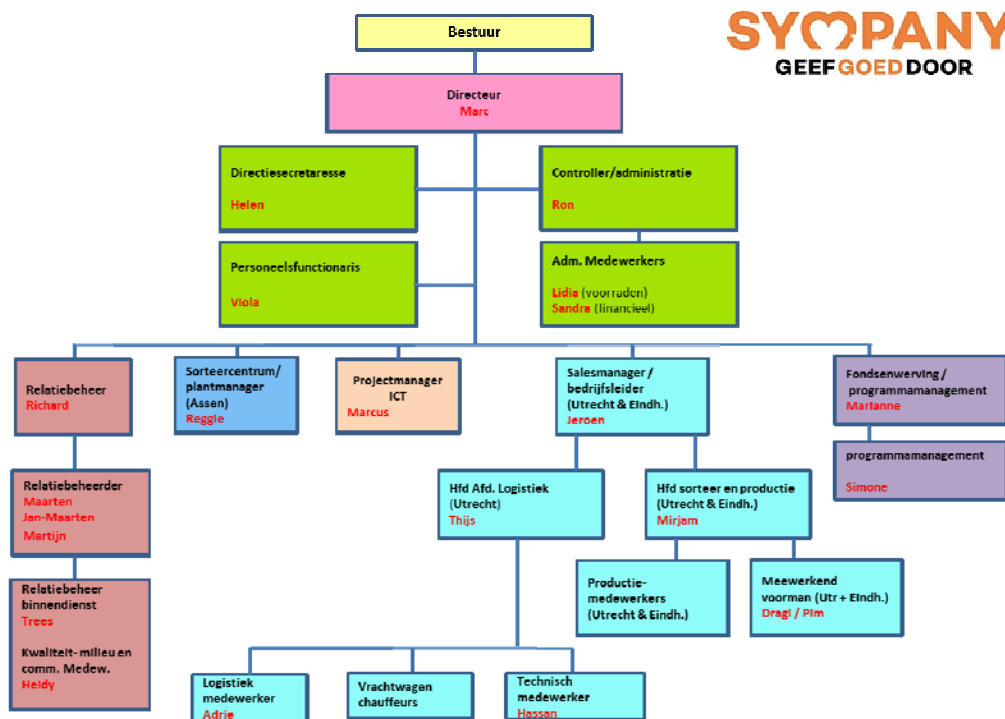 Bestuur
SYMPANY
GEEF GOED DOOR
Directeur
Marc
Directiesecretaresse
Helen
Controller/administratie
Ron
Personeelsfunctionaris
Viola
Adm. Medewerkers
Lidia (voorraden)
Sandra (financieel)
Relatiebeheer
Richard
Sorteercentrum/
plantmanager
(Assen)
Reggie
Projectmanager
ICT
Marcus
Salesmanager /
bedrijfsleider
(Utrecht & Eindh.)
Jeroen
Fondsenwerving /
programmamanagement
Marianne
programmamanagement
Simone
Relatiebeheerder
Maarten
Jan-Maarten
Martijn
Hfd Afd. Logistiek
(Utrecht)
Thijs
Hfd sorteer en productie
(Utrecht & Eindh.)
Mirjam
Relatiebeheer
binnendienst
Trees
Kwaliteit- milieu en
comm. Medew.
Heidy
Productie-
medewerkers
(Utrecht & Eindh.)
Meewerkend
voorman (Utr + Eindh.)
Dragi / Pim
Logistiek
medewerker
Adrie
Vrachtwagen
chauffeurs
Technisch
medewerker
Hassan